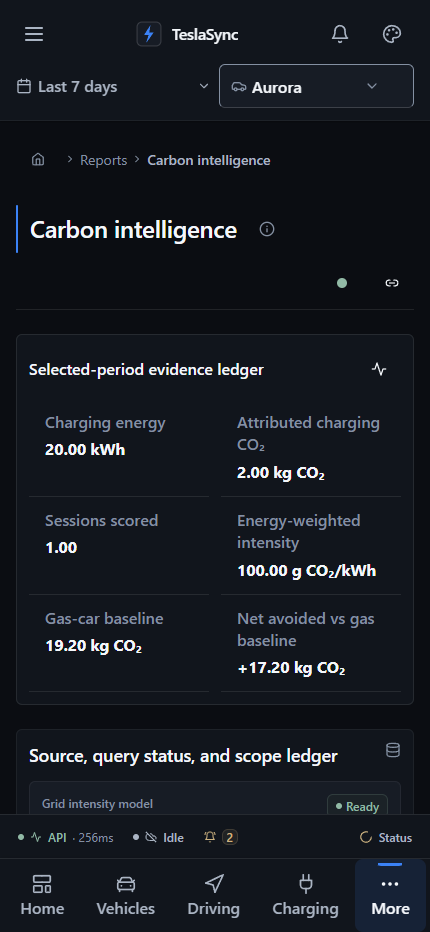 TeslaSync
Last 7 days
Aurora
Reports
Carbon intelligence
Carbon intelligence
Selected-period evidence ledger
Charging energy
20.00 kWh
Attributed charging
CO₂
2.00 kg CO₂
Sessions scored
1.00
Energy-weighted
intensity
100.00 g CO₂/kWh
Gas-car baseline
19.20 kg CO₂
Net avoided vs gas
baseline
+17.20 kg CO₂
Source, query status, and scope ledger
Grid intensity model
Ready
API · 256ms
Idle
2
Status
Home
Vehicles
Driving
Charging
More